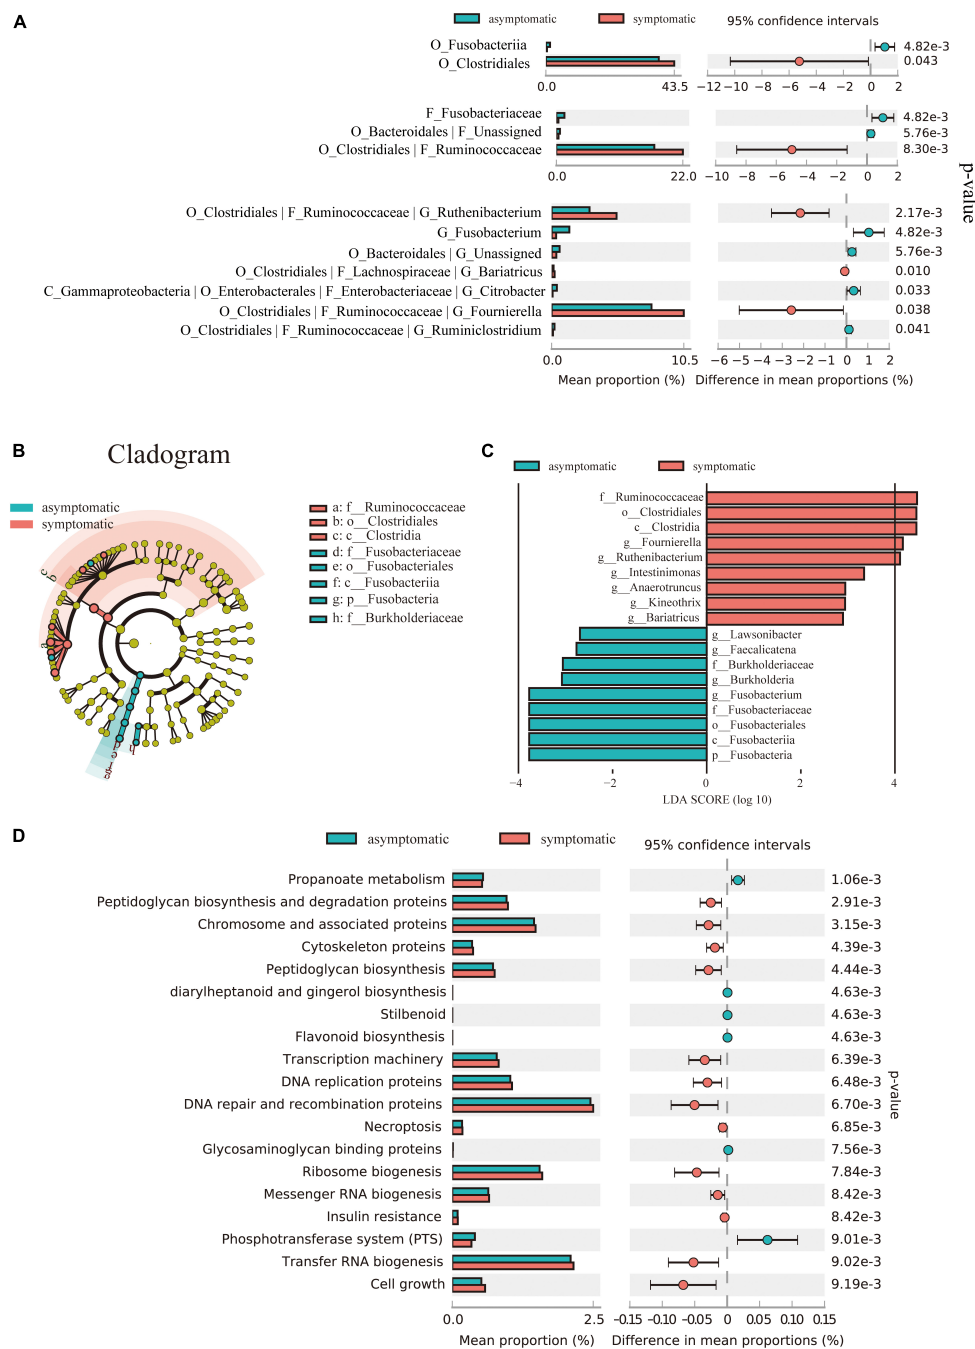 A
asymptomatic symptomatic 95% confidence intervals
O_Fusobacteriia 4.82e-3
O_Clostridiales 0.043
0.0 43.5 −12 −10 −8 −6 −4 −2 0 2
F_Fusobacteriaceae 4.82e-3
O_Bacteroidales | F_Unassigned 5.76e-3
O_Clostridiales | F_Ruminococcaceae 8.30e-3
0.0 22.0 −10 −8 −6 −4 −2 0 2
p-value
O_Clostridiales | F_Ruminococcaceae | G_Ruthenibacterium 2.17e-3
G_Fusobacterium 4.82e-3
O_Bacteroidales | G_Unassigned 5.76e-3
O_Clostridiales | F_Lachnospiraceae | G_Bariatricus 0.010
C_Gammaproteobacteria | O_Enterobacterales | F_Enterobacteriaceae | G_Citrobacter 0.033
O_Clostridiales | F_Ruminococcaceae | G_Fournierella 0.038
O_Clostridiales | F_Ruminococcaceae | G_Ruminiclostridium 0.041
0.0 10.5 −6 −5 −4 −3 −2 −1 0 1 2
Mean proportion (%) Difference in mean proportions (%)
B
Cladogram
asymptomatic
symptomatic
a: f__Ruminococcaceae
b: o__Clostridiales
c: c__Clostridia
d: f__Fusobacteriaceae
e: o__Fusobacteriales
f: c__Fusobacteriia
g: p__Fusobacteria
h: f__Burkholderiaceae
C
asymptomatic symptomatic
f__Ruminococcaceae
o__Clostridiales
c__Clostridia
g__Fournierella
g__Ruthenibacterium
g__Intestinimonas
g__Anaerotruncus
g__Kineothrix
g__Bariatricus
g__Lawsonibacter
g__Faecalicatena
f__Burkholderiaceae
g__Burkholderia
g__Fusobacterium
f__Fusobacteriaceae
o__Fusobacteriales
c__Fusobacteriia
p__Fusobacteria
−4 −2 0 2 4
LDA SCORE (log 10)
D
asymptomatic symptomatic 95% confidence intervals
Propanoate metabolism 1.06e-3
Peptidoglycan biosynthesis and degradation proteins 2.91e-3
Chromosome and associated proteins 3.15e-3
Cytoskeleton proteins 4.39e-3
Peptidoglycan biosynthesis 4.44e-3
diarylheptanoid and gingerol biosynthesis 4.63e-3
Stilbenoid 4.63e-3
Flavonoid biosynthesis 4.63e-3
Transcription machinery 6.39e-3
DNA replication proteins 6.48e-3
DNA repair and recombination proteins 6.70e-3
p-value
Necroptosis 6.85e-3
Glycosaminoglycan binding proteins 7.56e-3
Ribosome biogenesis 7.84e-3
Messenger RNA biogenesis 8.42e-3
Insulin resistance 8.42e-3
Phosphotransferase system (PTS) 9.01e-3
Transfer RNA biogenesis 9.02e-3
Cell growth 9.19e-3
0.0 2.5 −0.15 −0.10 −0.05 0.00 0.05 0.10 0.15
Mean proportion (%) Difference in mean proportions (%)